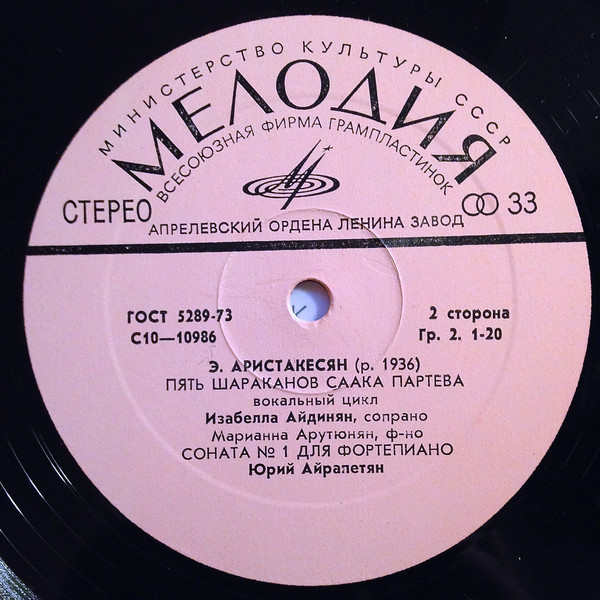 МИНИСТЕРСТВО КУЛЬТУРЫ СССР
МЕЛОДИЯ
ВСЕСОЮЗНАЯ ФИРМА ГРАМПЛАСТИНОК
СТЕРЕО
33
АПРЕЛЕВСКИЙ ОРДЕНА ЛЕНИНА ЗАВОД
ГОСТ 5289-73
2 сторона
С10—10986
Гр. 2. 1-20
Э. АРИСТАКЕСЯН (р. 1936)
ПЯТЬ ШАРАКАНОВ СААКА ПАРТЕВА
вокальный цикл
Изабелла Айдинян, сопрано
Марианна Арутюнян, ф-но
СОНАТА № 1 ДЛЯ ФОРТЕПИАНО
Юрий Айрапетян